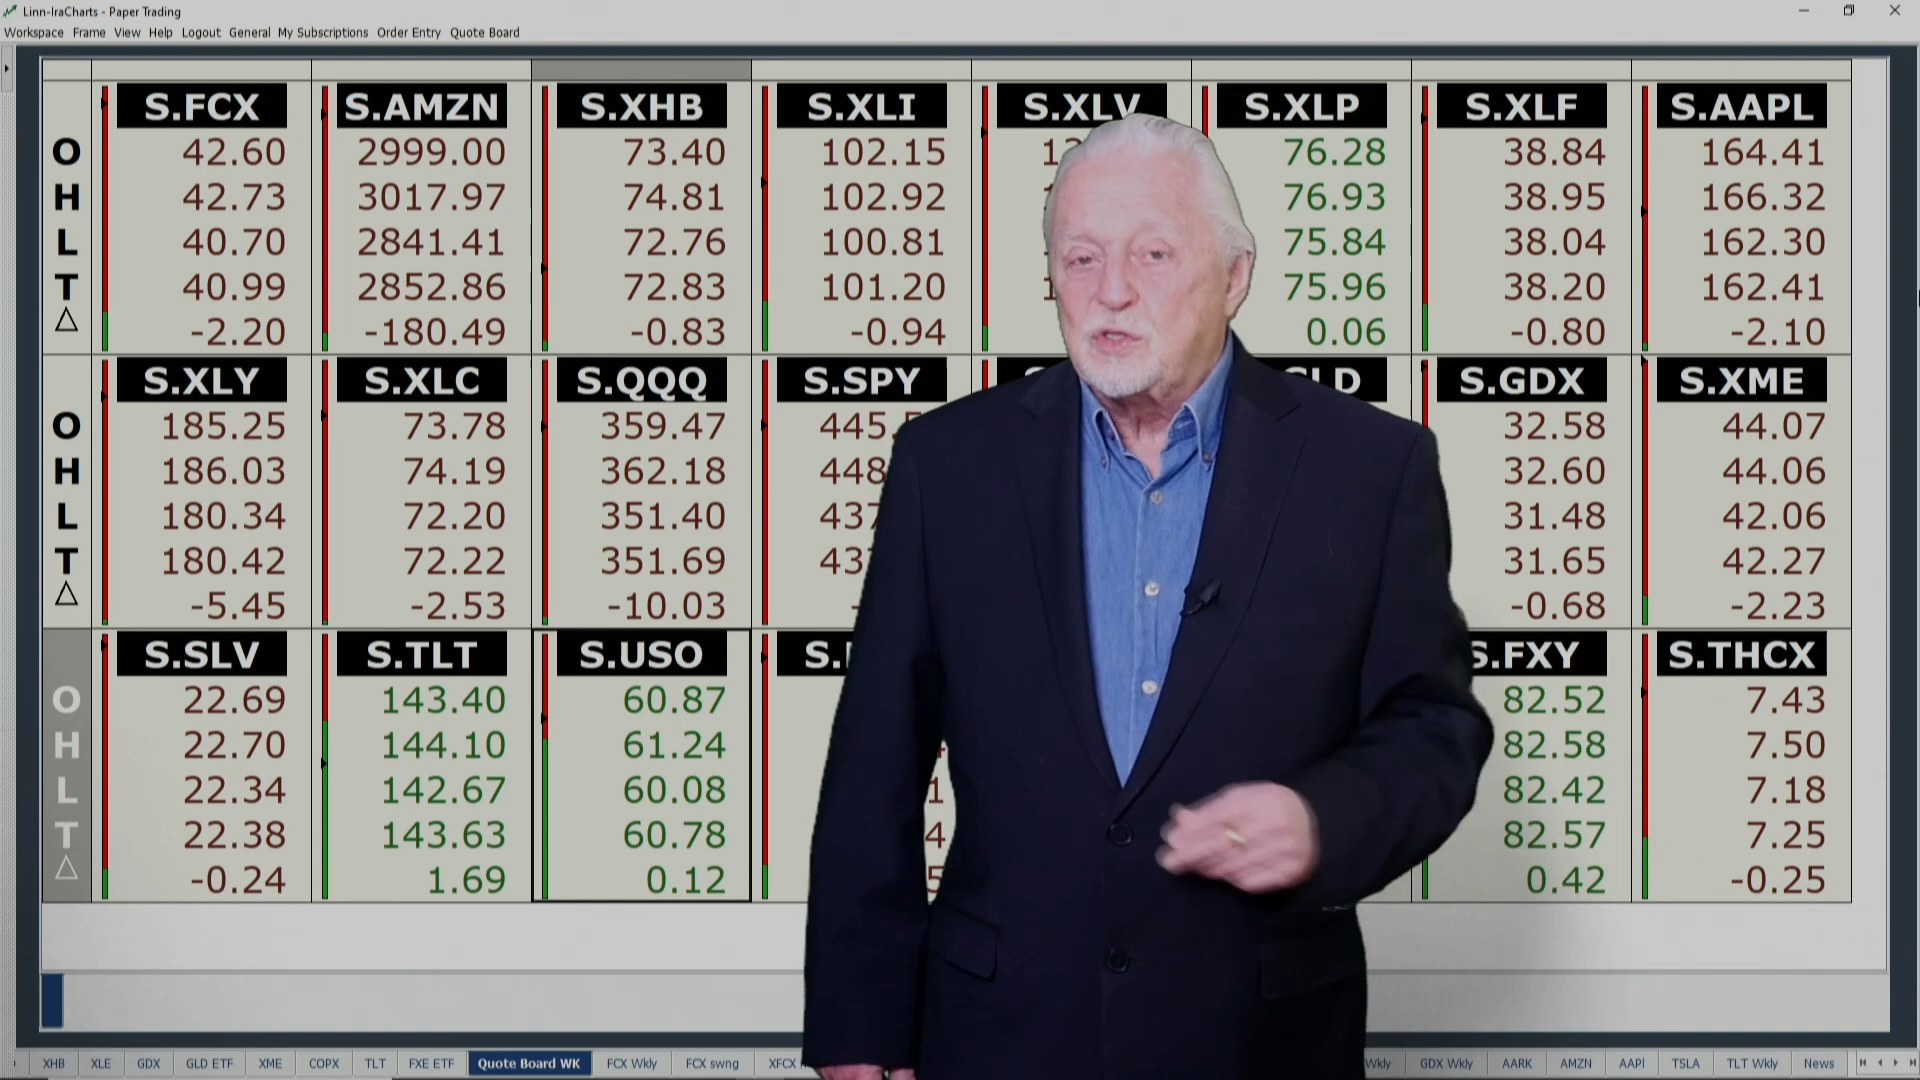 Linn-IraCharts - Paper Trading
Workspace Frame View Help Logout General My Subscriptions Order Entry Quote Board
S.FCX S.AMZN S.XHB S.XLI S.XLV S.XLP S.XLF S.AAPL
O 42.60 2999.00 73.40 102.15 76.28 38.84 164.41
H 42.73 3017.97 74.81 102.92 76.93 38.95 166.32
L 40.70 2841.41 72.76 100.81 75.84 38.04 162.30
T 40.99 2852.86 72.83 101.20 75.96 38.20 162.41
△ -2.20 -180.49 -0.83 -0.94 0.06 -0.80 -2.10
S.XLY S.XLC S.QQQ S.SPY GLD S.GDX S.XME
O 185.25 73.78 359.47 445. 32.58 44.07
H 186.03 74.19 362.18 448 32.60 44.06
L 180.34 72.20 351.40 437 31.48 42.06
T 180.42 72.22 351.69 437 31.65 42.27
△ -5.45 -2.53 -10.03 -0.68 -2.23
S.SLV S.TLT S.USO S. S.FXY S.THCX
O 22.69 143.40 60.87 82.52 7.43
H 22.70 144.10 61.24 82.58 7.50
L 22.34 142.67 60.08 1 82.42 7.18
T 22.38 143.63 60.78 4 82.57 7.25
△ -0.24 1.69 0.12 5 0.42 -0.25
XHB XLE GDX GLD ETF XME COPX TLT FXE ETF Quote Board WK FCX Wkly FCX swng XFCX Wkly GDX Wkly AARK AMZN AAPl TSLA TLT Wkly News